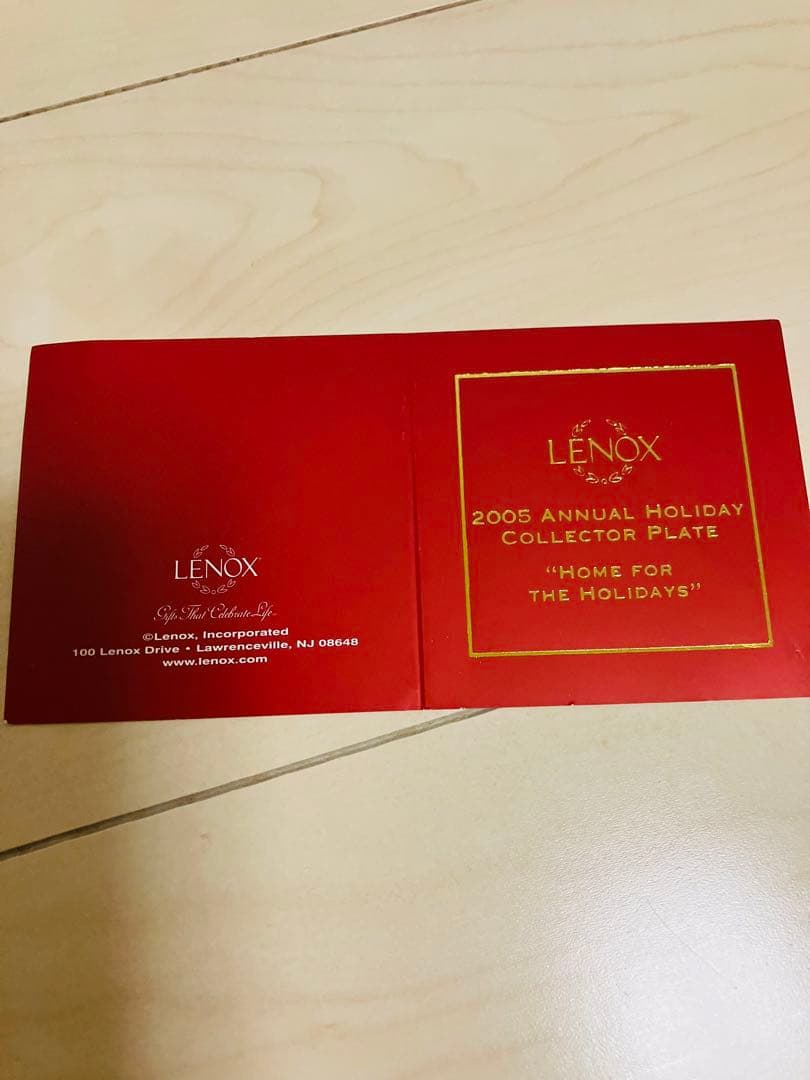 LENOX
Gifts That Celebrate Life
©Lenox, Incorporated
100 Lenox Drive • Lawrenceville, NJ 08648
www.lenox.com
LENOX
2005 ANNUAL HOLIDAY
COLLECTOR PLATE
"HOME FOR
THE HOLIDAYS"